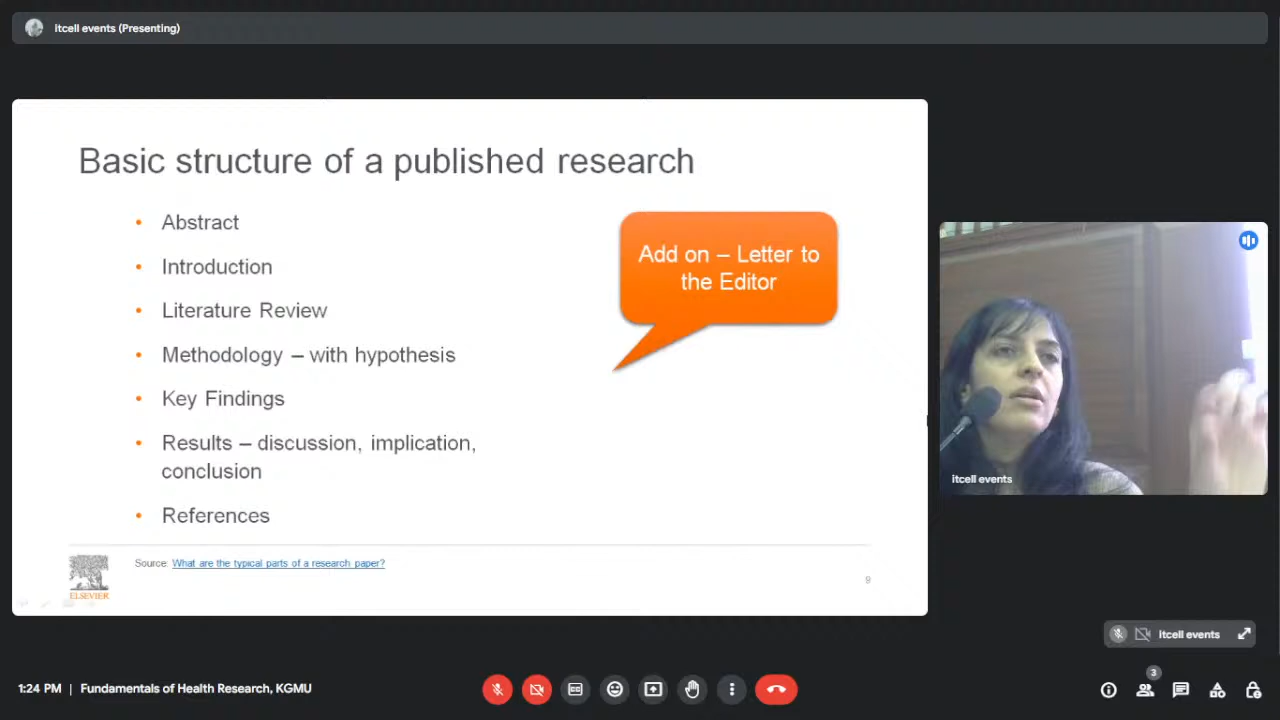 Itcell events (Presenting)
Basic structure of a published research
• Abstract
• Introduction
• Literature Review
• Methodology – with hypothesis
• Key Findings
• Results – discussion, implication,
conclusion
• References
Add on – Letter to
the Editor
Source: What are the typical parts of a research paper?
ELSEVIER
9
itcell events
Itcell events
1:24 PM | Fundamentals of Health Research, KGMU
3